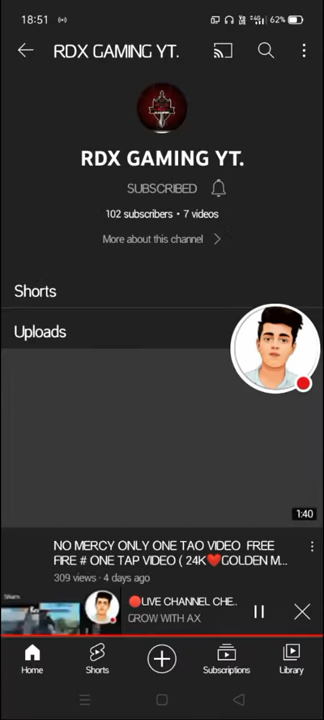 18:51
62%
RDX GAMING YT.
RDX GAMING YT.
SUBSCRIBED
102 subscribers • 7 videos
More about this channel
Shorts
Uploads
1:40
NO MERCY ONLY ONE TAO VIDEO FREE
FIRE # ONE TAP VIDEO ( 24K❤️GOLDEN M...
309 views · 4 days ago
🔴LIVE CHANNEL CHE..
GROW WITH AX
Home
Shorts
Subscriptions
Library